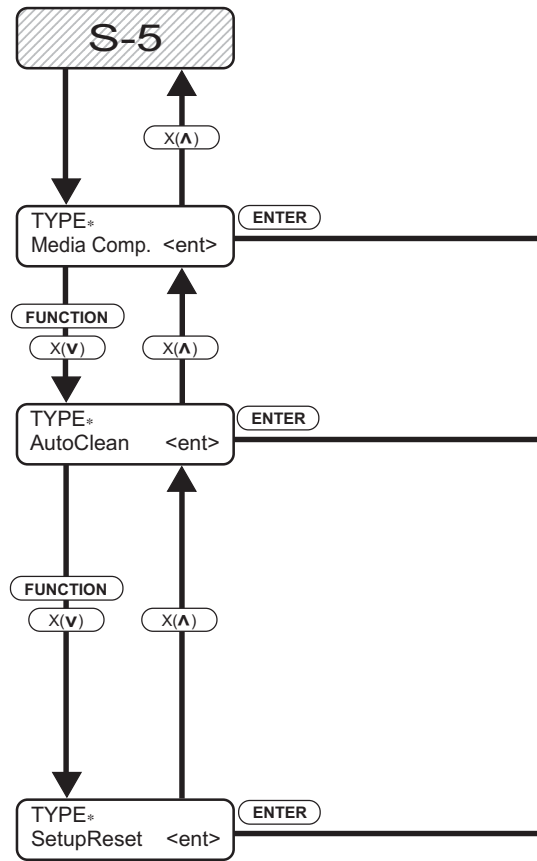 S-5
X(∧)
TYPE*
Media Comp. <ent>
ENTER
FUNCTION
X(∨)
X(∧)
TYPE*
AutoClean <ent>
ENTER
FUNCTION
X(∨)
X(∧)
TYPE*
SetupReset <ent>
ENTER